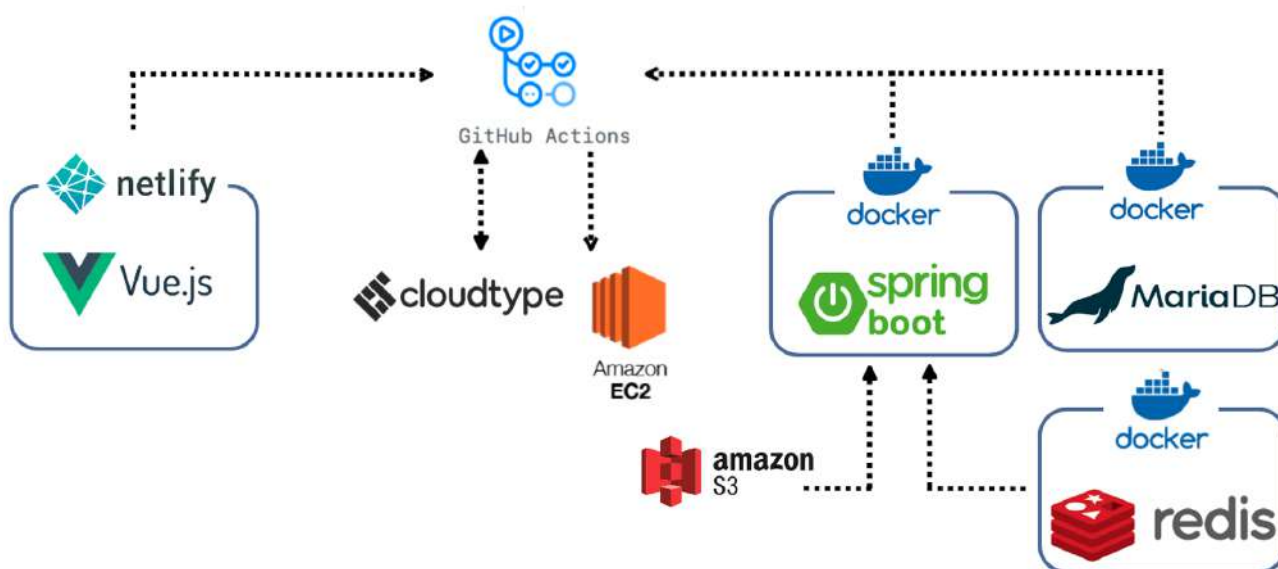 GitHub Actions
netlify
Vue.js
cloudtype
Amazon
EC2
docker
spring
boot
docker
MariaDB
amazon
S3
docker
redis